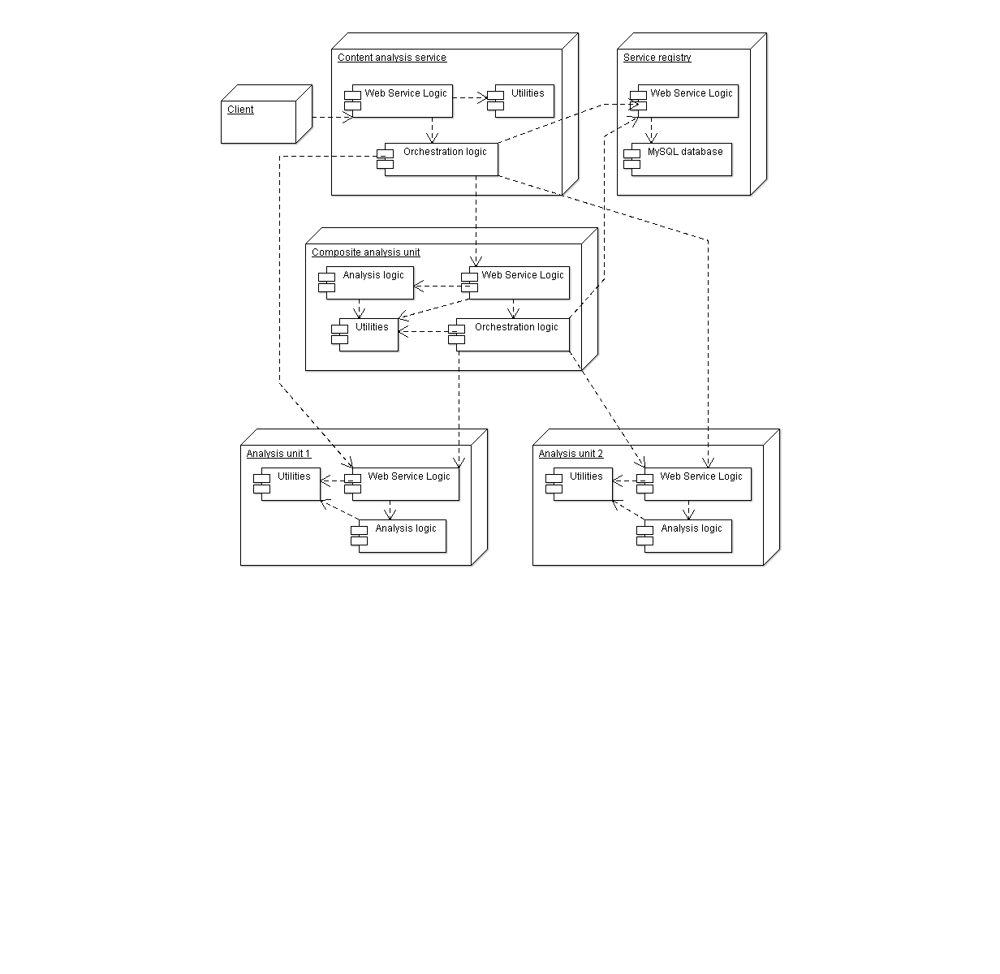 Content analysis service
Service registry
Web Service Logic
Utilities
Web Service Logic
Client
Orchestration logic
MySQL database
Composite analysis unit
Analysis logic
Web Service Logic
Utilities
Orchestration logic
Analysis unit 1
Analysis unit 2
Utilities
Web Service Logic
Utilities
Web Service Logic
Analysis logic
Analysis logic